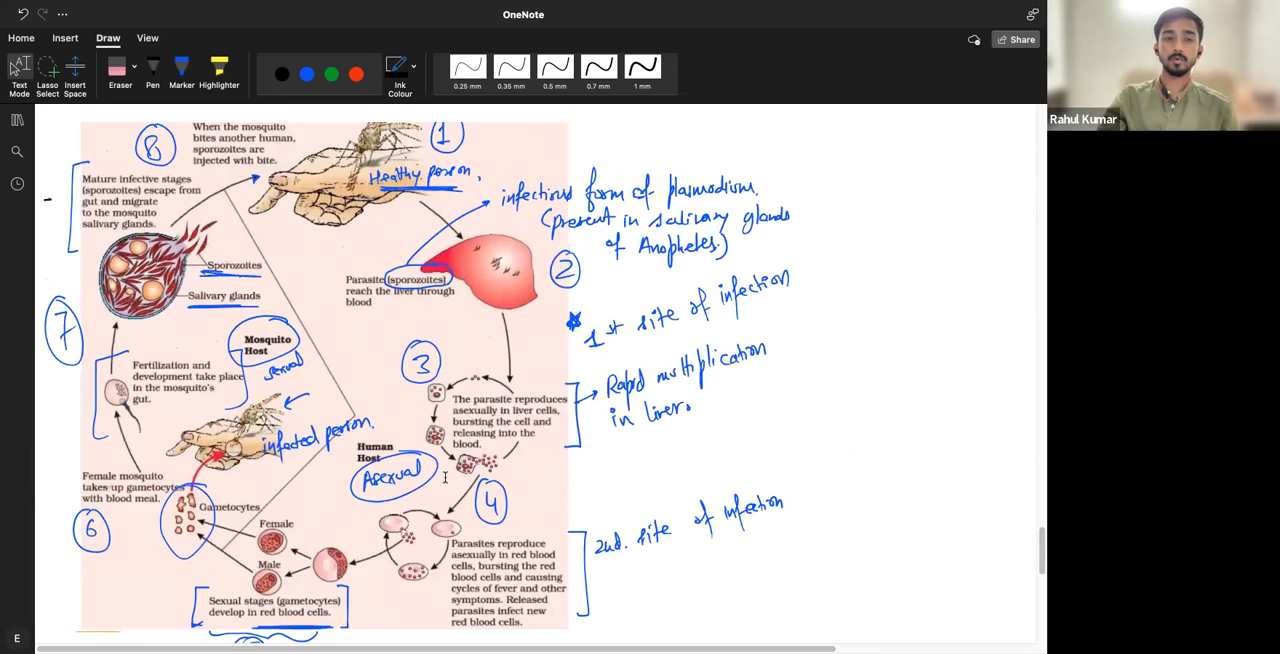 OneNote
Home Insert Draw View
Share
Text Mode
Lasso Select
Insert Space
Eraser
Pen
Marker
Highlighter
Ink Colour
0.25 mm
0.35 mm
0.5 mm
0.7 mm
1 mm
Rahul Kumar
8
When the mosquito
bites another human,
sporozoites are
injected with bite.
1
Healthy person.
Mature infective stages
(sporozoites) escape from
gut and migrate
to the mosquito
salivary glands.
infectious form of plasmodium.
(present in salivary glands
of Anopheles.)
Sporozoites
Salivary glands
Parasite (sporozoites)
reach the liver through
blood
2
1st site of infection
7
Mosquito
Host
sexual
Fertilization and
development take place
in the mosquito's
gut.
3
The parasite reproduces
asexually in liver cells,
bursting the cell and
releasing into the
blood.
Rapid multiplication
in liver.
infected person.
Human
Host
Asexual
Female mosquito
takes up gametocytes
with blood meal.
6
Gametocytes
Female
Male
4
Parasites reproduce
asexually in red blood
cells, bursting the red
blood cells and causing
cycles of fever and other
symptoms. Released
parasites infect new
red blood cells.
2nd. site of infection
Sexual stages (gametocytes)
develop in red blood cells.
E